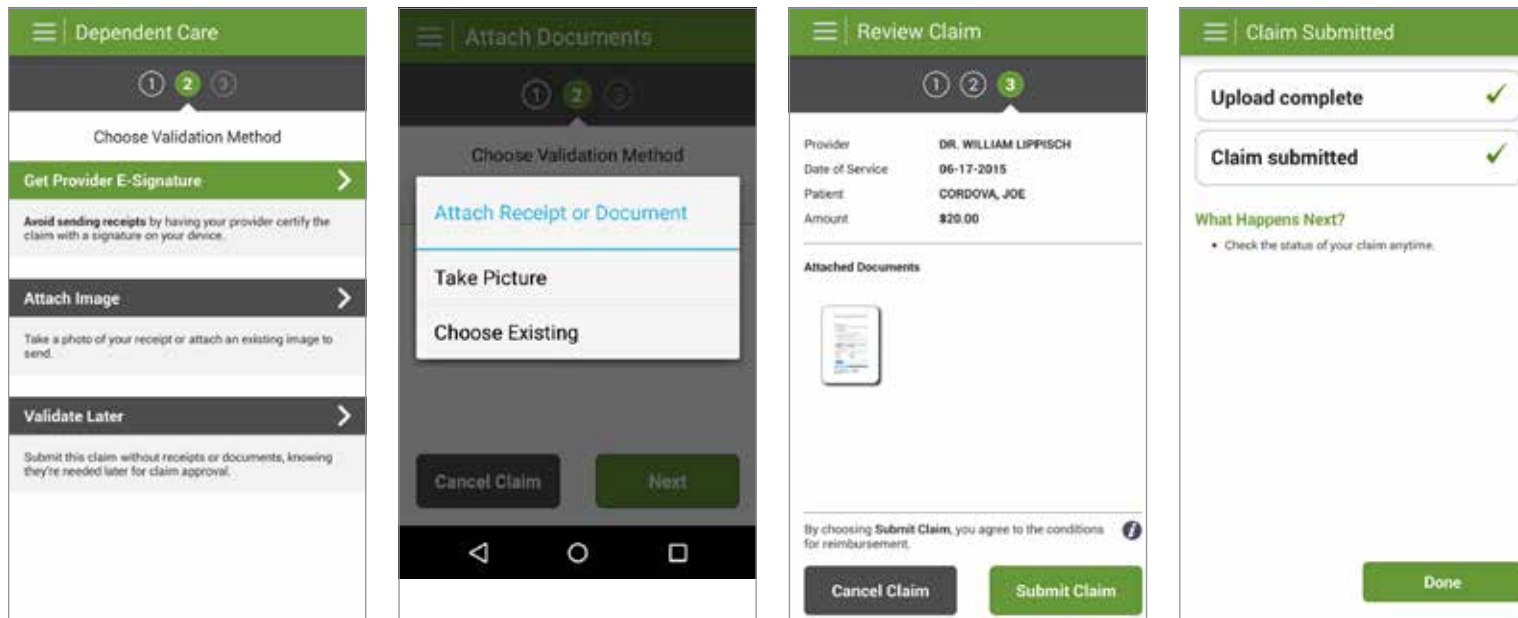 Dependent Care
1 2 3
Choose Validation Method
Get Provider E-Signature
Avoid sending receipts by having your provider certify the
claim with a signature on your device.
Attach Image
Take a photo of your receipt or attach an existing image to
send.
Validate Later
Submit this claim without receipts or documents, knowing
they're needed later for claim approval.
Attach Documents
1 2 3
Choose Validation Method
Attach Receipt or Document
Take Picture
Choose Existing
Cancel Claim Next
Review Claim
1 2 3
Provider DR. WILLIAM LIPPISCH
Date of Service 06-17-2015
Patient CORDOVA, JOE
Amount $20.00
Attached Documents
By choosing Submit Claim, you agree to the conditions
for reimbursement.
Cancel Claim Submit Claim
Claim Submitted
Upload complete
Claim submitted
What Happens Next?
• Check the status of your claim anytime.
Done